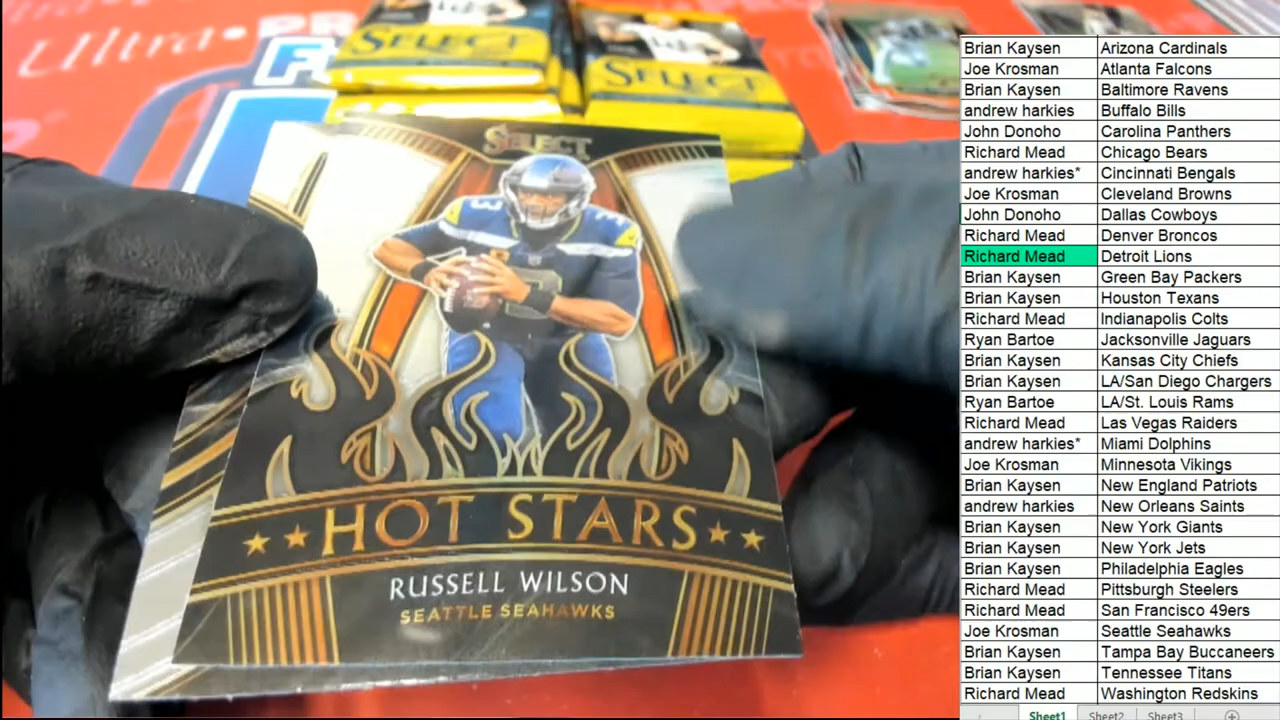 Ultra PRO
SELECT
SELECT
SELECT
3
3
HOT STARS
RUSSELL WILSON
SEATTLE SEAHAWKS
Brian Kaysen Arizona Cardinals
Joe Krosman Atlanta Falcons
Brian Kaysen Baltimore Ravens
andrew harkies Buffalo Bills
John Donoho Carolina Panthers
Richard Mead Chicago Bears
andrew harkies* Cincinnati Bengals
Joe Krosman Cleveland Browns
John Donoho Dallas Cowboys
Richard Mead Denver Broncos
Richard Mead Detroit Lions
Brian Kaysen Green Bay Packers
Brian Kaysen Houston Texans
Richard Mead Indianapolis Colts
Ryan Bartoe Jacksonville Jaguars
Brian Kaysen Kansas City Chiefs
Brian Kaysen LA/San Diego Chargers
Ryan Bartoe LA/St. Louis Rams
Richard Mead Las Vegas Raiders
andrew harkies* Miami Dolphins
Joe Krosman Minnesota Vikings
Brian Kaysen New England Patriots
andrew harkies New Orleans Saints
Brian Kaysen New York Giants
Brian Kaysen New York Jets
Brian Kaysen Philadelphia Eagles
Richard Mead Pittsburgh Steelers
Richard Mead San Francisco 49ers
Joe Krosman Seattle Seahawks
Brian Kaysen Tampa Bay Buccaneers
Brian Kaysen Tennessee Titans
Richard Mead Washington Redskins
Sheet1 Sheet2 Sheet3